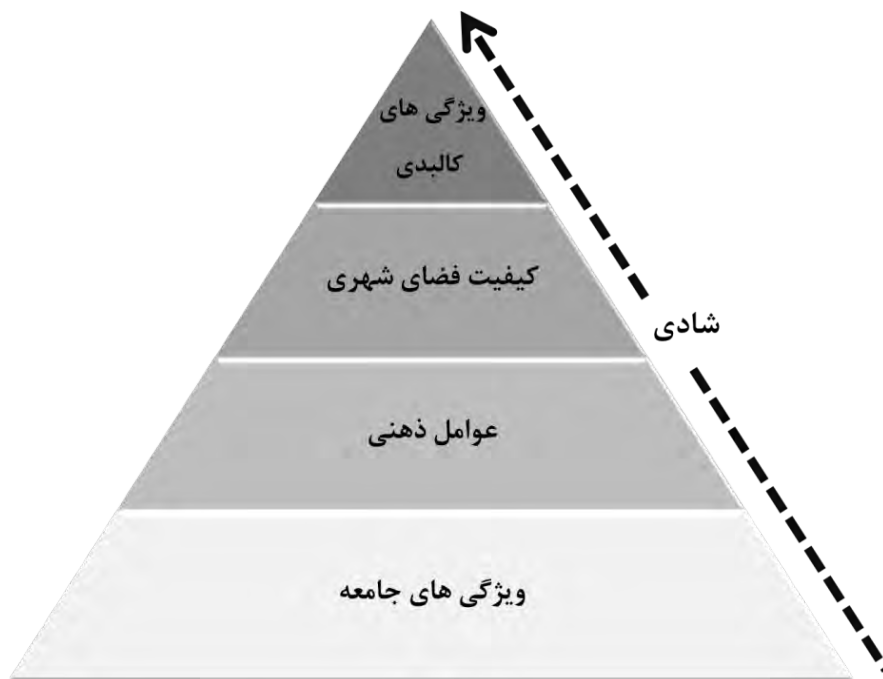 ویژگی های
کالبدی
کیفیت فضای شهری
شادی
عوامل ذهنی
ویژگی های جامعه